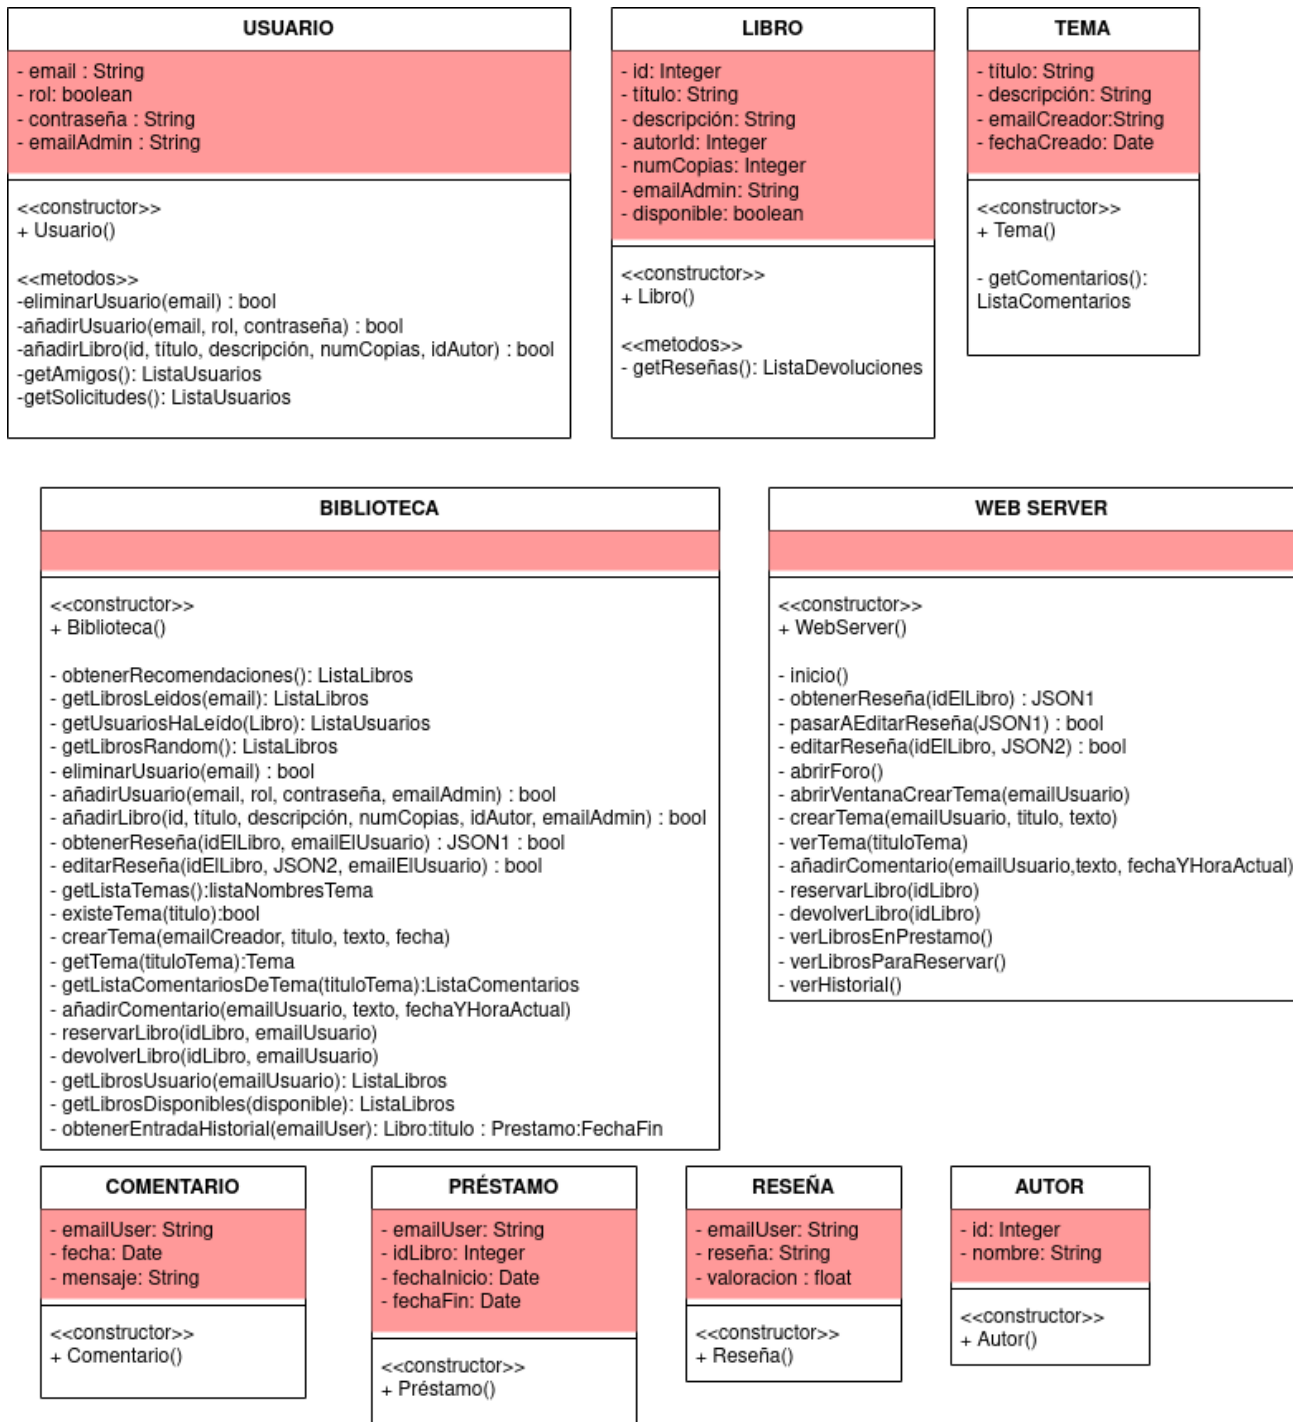 USUARIO
- email : String
- rol: boolean
- contraseña : String
- emailAdmin : String
<<constructor>>
+ Usuario()
<<metodos>>
-eliminarUsuario(email) : bool
-añadirUsuario(email, rol, contraseña) : bool
-añadirLibro(id, título, descripción, numCopias, idAutor) : bool
-getAmigos(): ListaUsuarios
-getSolicitudes(): ListaUsuarios
LIBRO
- id: Integer
- título: String
- descripción: String
- autorId: Integer
- numCopias: Integer
- emailAdmin: String
- disponible: boolean
<<constructor>>
+ Libro()
<<metodos>>
- getReseñas(): ListaDevoluciones
TEMA
- título: String
- descripción: String
- emailCreador:String
- fechaCreado: Date
<<constructor>>
+ Tema()
- getComentarios():
ListaComentarios
BIBLIOTECA
<<constructor>>
+ Biblioteca()
- obtenerRecomendaciones(): ListaLibros
- getLibrosLeidos(email): ListaLibros
- getUsuariosHaLeído(Libro): ListaUsuarios
- getLibrosRandom(): ListaLibros
- eliminarUsuario(email) : bool
- añadirUsuario(email, rol, contraseña, emailAdmin) : bool
- añadirLibro(id, título, descripción, numCopias, idAutor, emailAdmin) : bool
- obtenerReseña(idElLibro, emailElUsuario) : JSON1 : bool
- editarReseña(idElLibro, JSON2, emailElUsuario) : bool
- getListaTemas():listaNombresTema
- existeTema(titulo):bool
- crearTema(emailCreador, titulo, texto, fecha)
- getTema(tituloTema):Tema
- getListaComentariosDeTema(tituloTema):ListaComentarios
- añadirComentario(emailUsuario, texto, fechaYHoraActual)
- reservarLibro(idLibro, emailUsuario)
- devolverLibro(idLibro, emailUsuario)
- getLibrosUsuario(emailUsuario): ListaLibros
- getLibrosDisponibles(disponible): ListaLibros
- obtenerEntradaHistorial(emailUser): Libro:titulo : Prestamo:FechaFin
WEB SERVER
<<constructor>>
+ WebServer()
- inicio()
- obtenerReseña(idElLibro) : JSON1
- pasarAEditarReseña(JSON1) : bool
- editarReseña(idElLibro, JSON2) : bool
- abrirForo()
- abrirVentanaCrearTema(emailUsuario)
- crearTema(emailUsuario, titulo, texto)
- verTema(tituloTema)
- añadirComentario(emailUsuario,texto, fechaYHoraActual)
- reservarLibro(idLibro)
- devolverLibro(idLibro)
- verLibrosEnPrestamo()
- verLibrosParaReservar()
- verHistorial()
COMENTARIO
- emailUser: String
- fecha: Date
- mensaje: String
<<constructor>>
+ Comentario()
PRÉSTAMO
- emailUser: String
- idLibro: Integer
- fechaInicio: Date
- fechaFin: Date
<<constructor>>
+ Préstamo()
RESEÑA
- emailUser: String
- reseña: String
- valoracion : float
<<constructor>>
+ Reseña()
AUTOR
- id: Integer
- nombre: String
<<constructor>>
+ Autor()